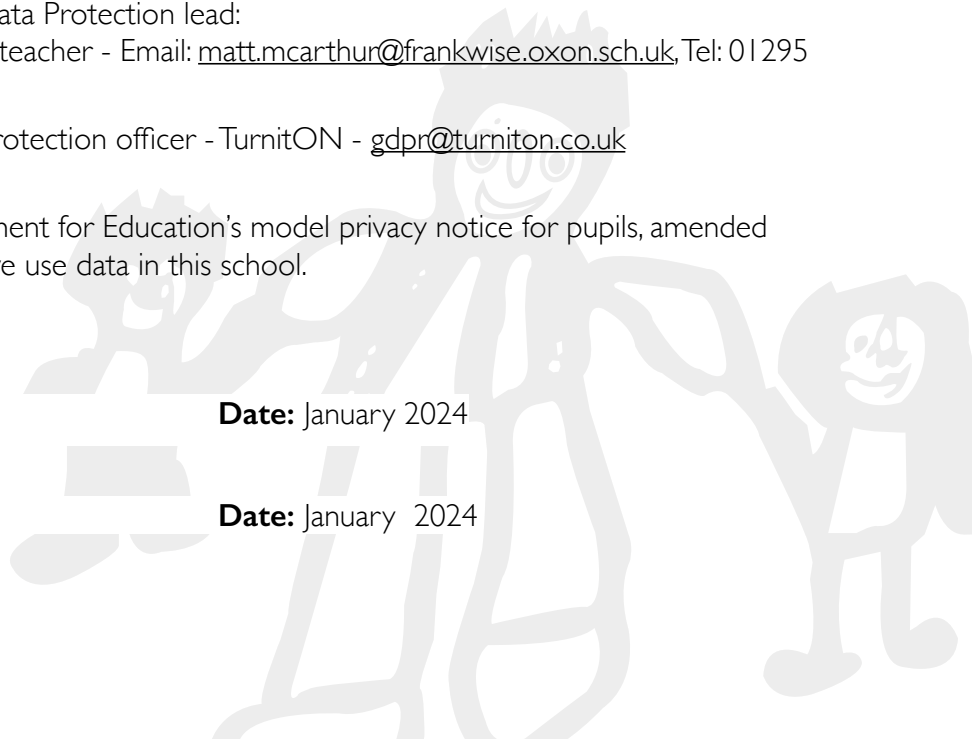 ata Protection lead:
teacher - Email: matt.mcarthur@frankwise.oxon.sch.uk, Tel: 01295
rotection officer - TurnitON - gdpr@turniton.co.uk
nent for Education's model privacy notice for pupils, amended
e use data in this school.
Date: January 2024
Date: January 2024